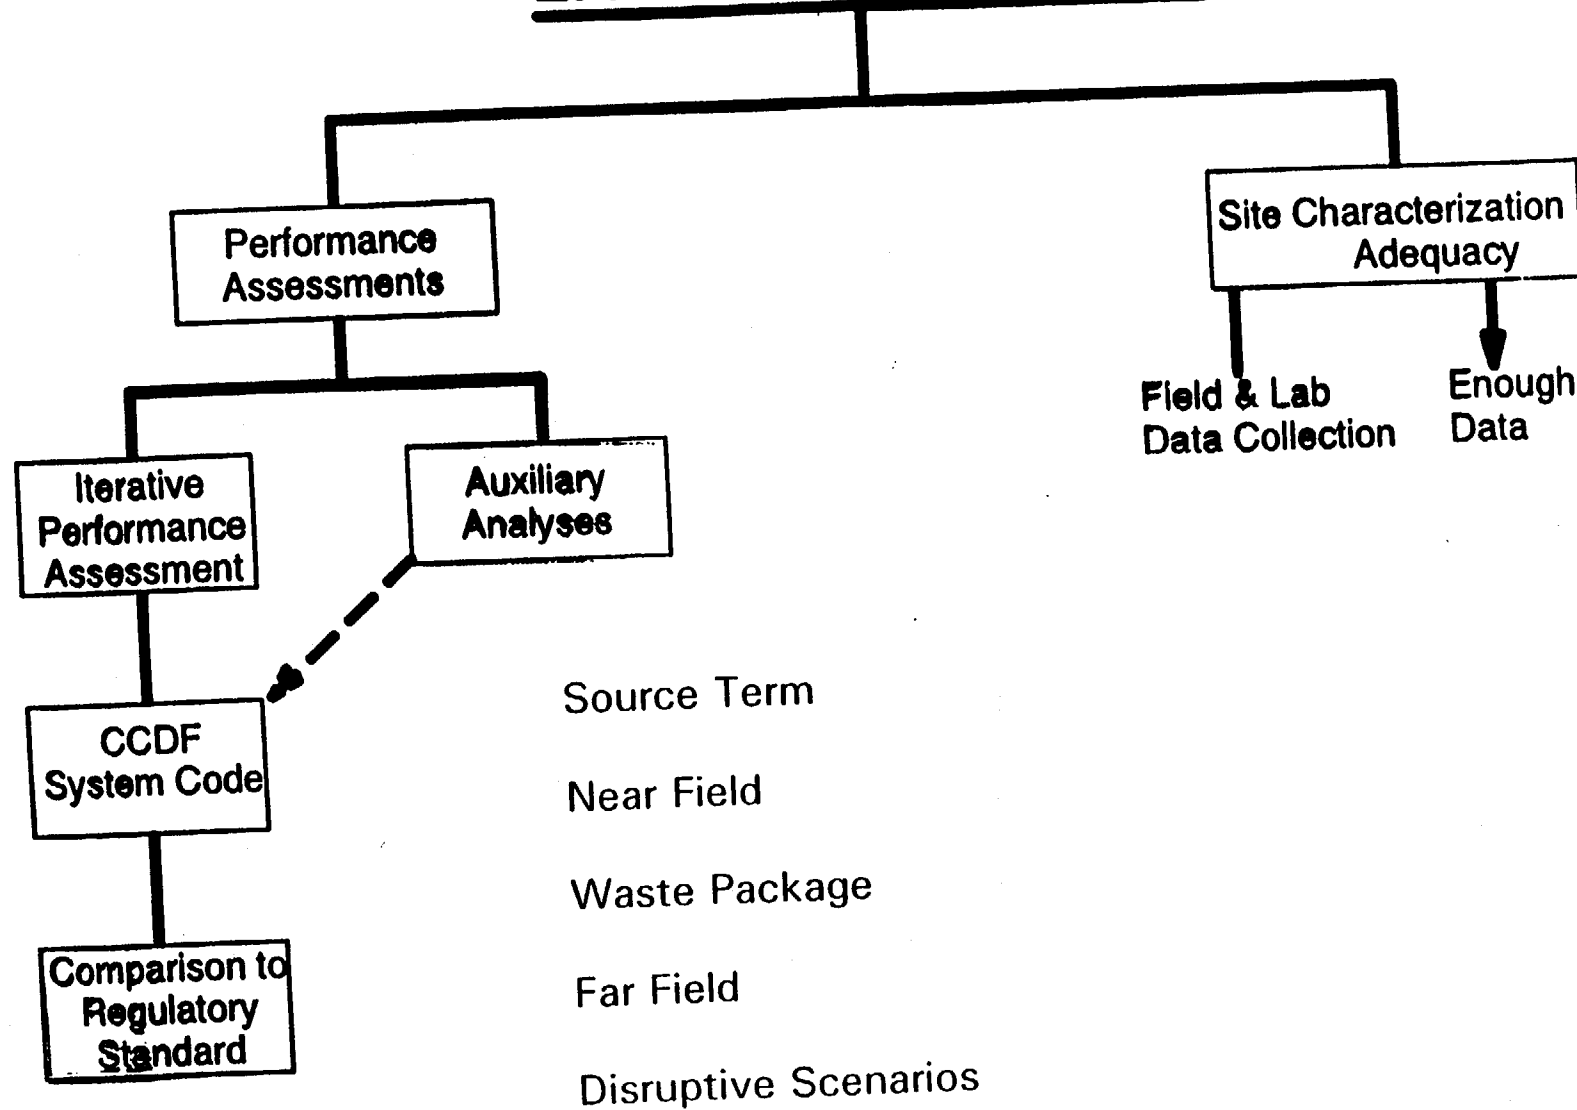 Performance
Assessments
Site Characterization
Adequacy
Iterative
Performance
Assessment
Auxiliary
Analyses
Field & Lab
Data Collection
Enough
Data
CCDF
System Code
Comparison to
Regulatory
Standard
Source Term
Near Field
Waste Package
Far Field
Disruptive Scenarios